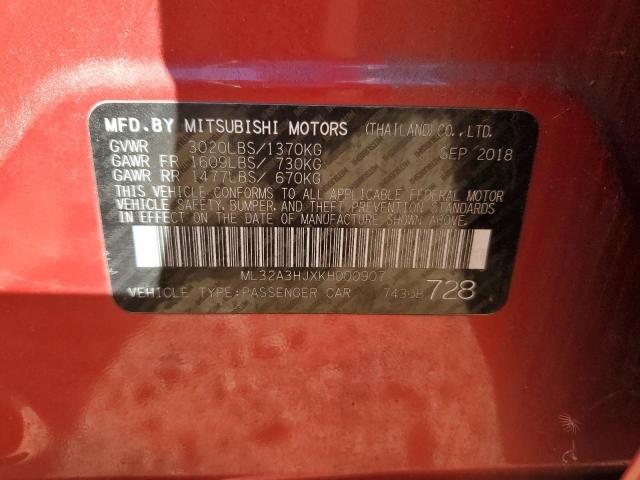 MFD.BY MITSUBISHI MOTORS (THAILAND)CO.,LTD.
GVWR 3020LBS/1370KG SEP 2018
GAWR FR 1609LBS/ 730KG
GAWR RR 1477LBS/ 670KG
THIS VEHICLE CONFORMS TO ALL APPLICABLE FEDERAL MOTOR
VEHICLE SAFETY, BUMPER, AND THEFT PREVENTION STANDARDS
IN EFFECT ON THE DATE OF MANUFACTURE SHOWN ABOVE.
ML32A3HJXKH000907
VEHICLE TYPE:PASSENGER CAR 728